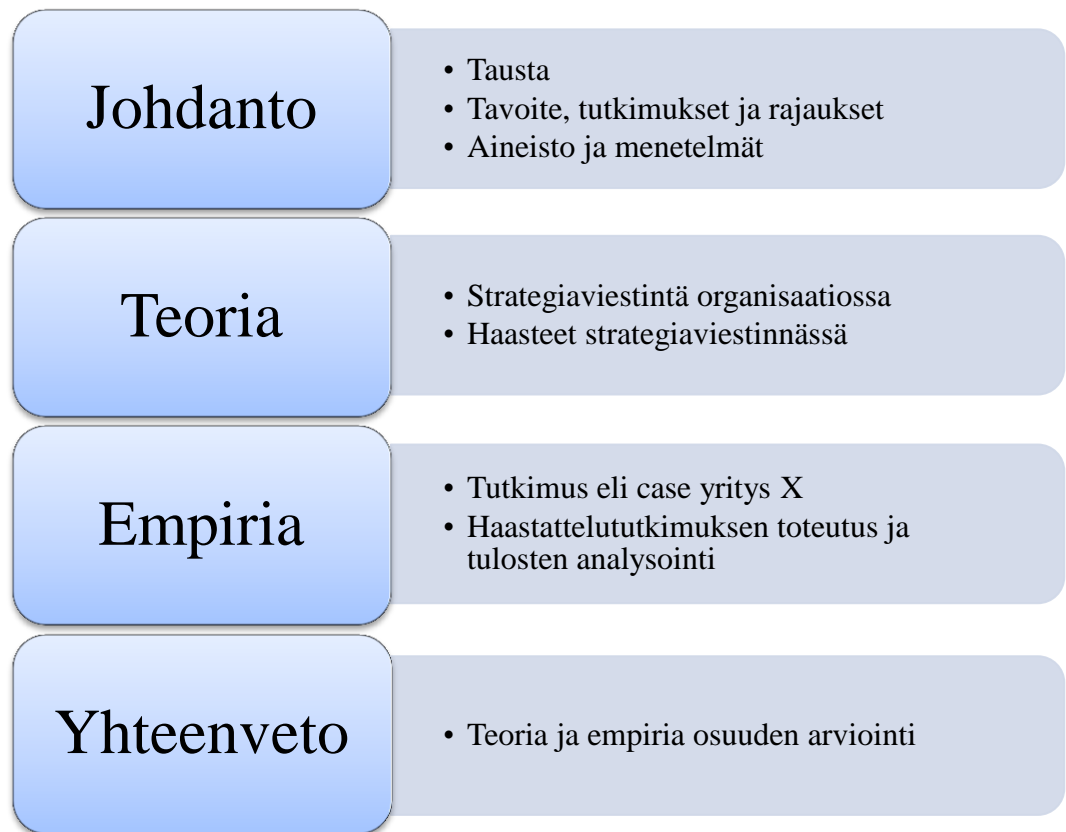 Johdanto
• Tausta
• Tavoite, tutkimukset ja rajaukset
• Aineisto ja menetelmät
Teoria
• Strategiaviestintä organisaatiossa
• Haasteet strategiaviestinnässä
Empiria
• Tutkimus eli case yritys X
• Haastattelututkimuksen toteutus ja
tulosten analysointi
Yhteenveto
• Teoria ja empiria osuuden arviointi